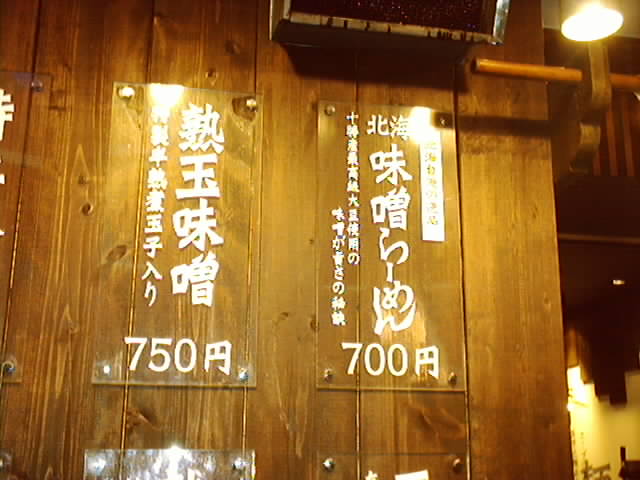 北海
味噌らーめん
十勝産最高級大豆使用の
味噌が旨さの秘訣
700円
熟玉味噌
特製半熟煮玉子入り
750円